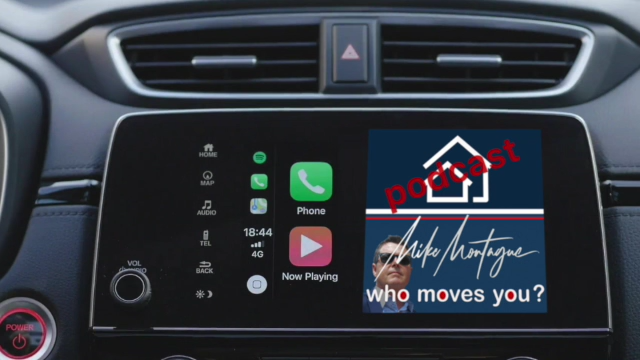 HOME
MAP
AUDIO
TEL
BACK
VOL
POWER
18:44
4G
Phone
Now Playing
podcast
Mike Montague
who moves you?